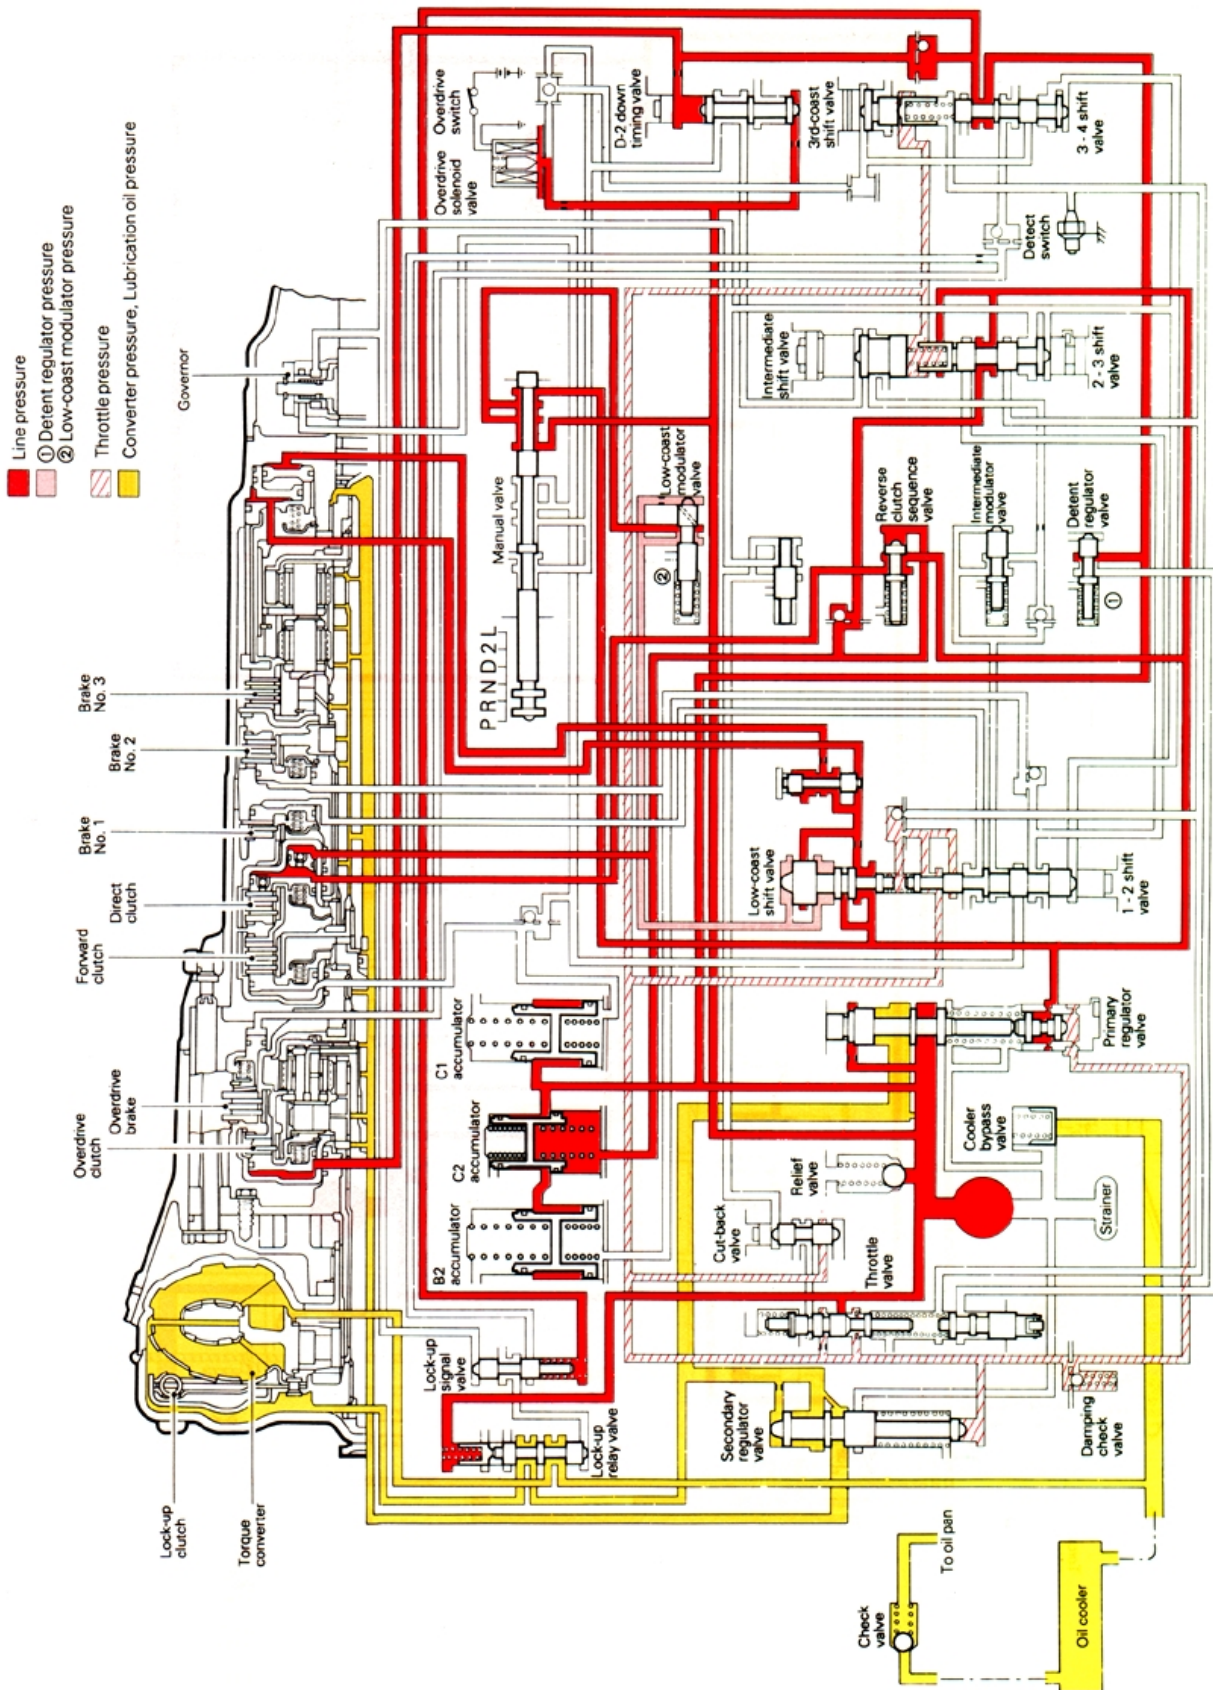 Line pressure
① Detent regulator pressure
② Low-coast modulator pressure
Throttle pressure
Converter pressure, Lubrication oil pressure
Governor
Brake
No. 3
Brake
No. 2
Brake
No. 1
Direct
clutch
Forward
clutch
Overdrive
brake
Overdrive
clutch
Lock-up
clutch
Torque
converter
Overdrive
switch
Overdrive
solenoid
valve
D-2 down
timing valve
3rd-coast
shift valve
3 - 4 shift
valve
Detect
switch
Manual valve
P R N D 2 L
Intermediate
shift valve
2 - 3 shift
valve
Low-coast
modulator
valve
②
Reverse
clutch
sequence
valve
Intermediate
modulator
valve
Detent
regulator
valve
①
Low-coast
shift valve
1 - 2 shift
valve
C1
accumulator
C2
accumulator
B2
accumulator
Primary
regulator
valve
Cooler
bypass
valve
Relief
valve
Strainer
Cut-back
valve
Throttle
valve
Lock-up
signal
valve
Lock-up
relay valve
Secondary
regulator
valve
Damping
check
valve
To oil pan
Check
valve
Oil cooler